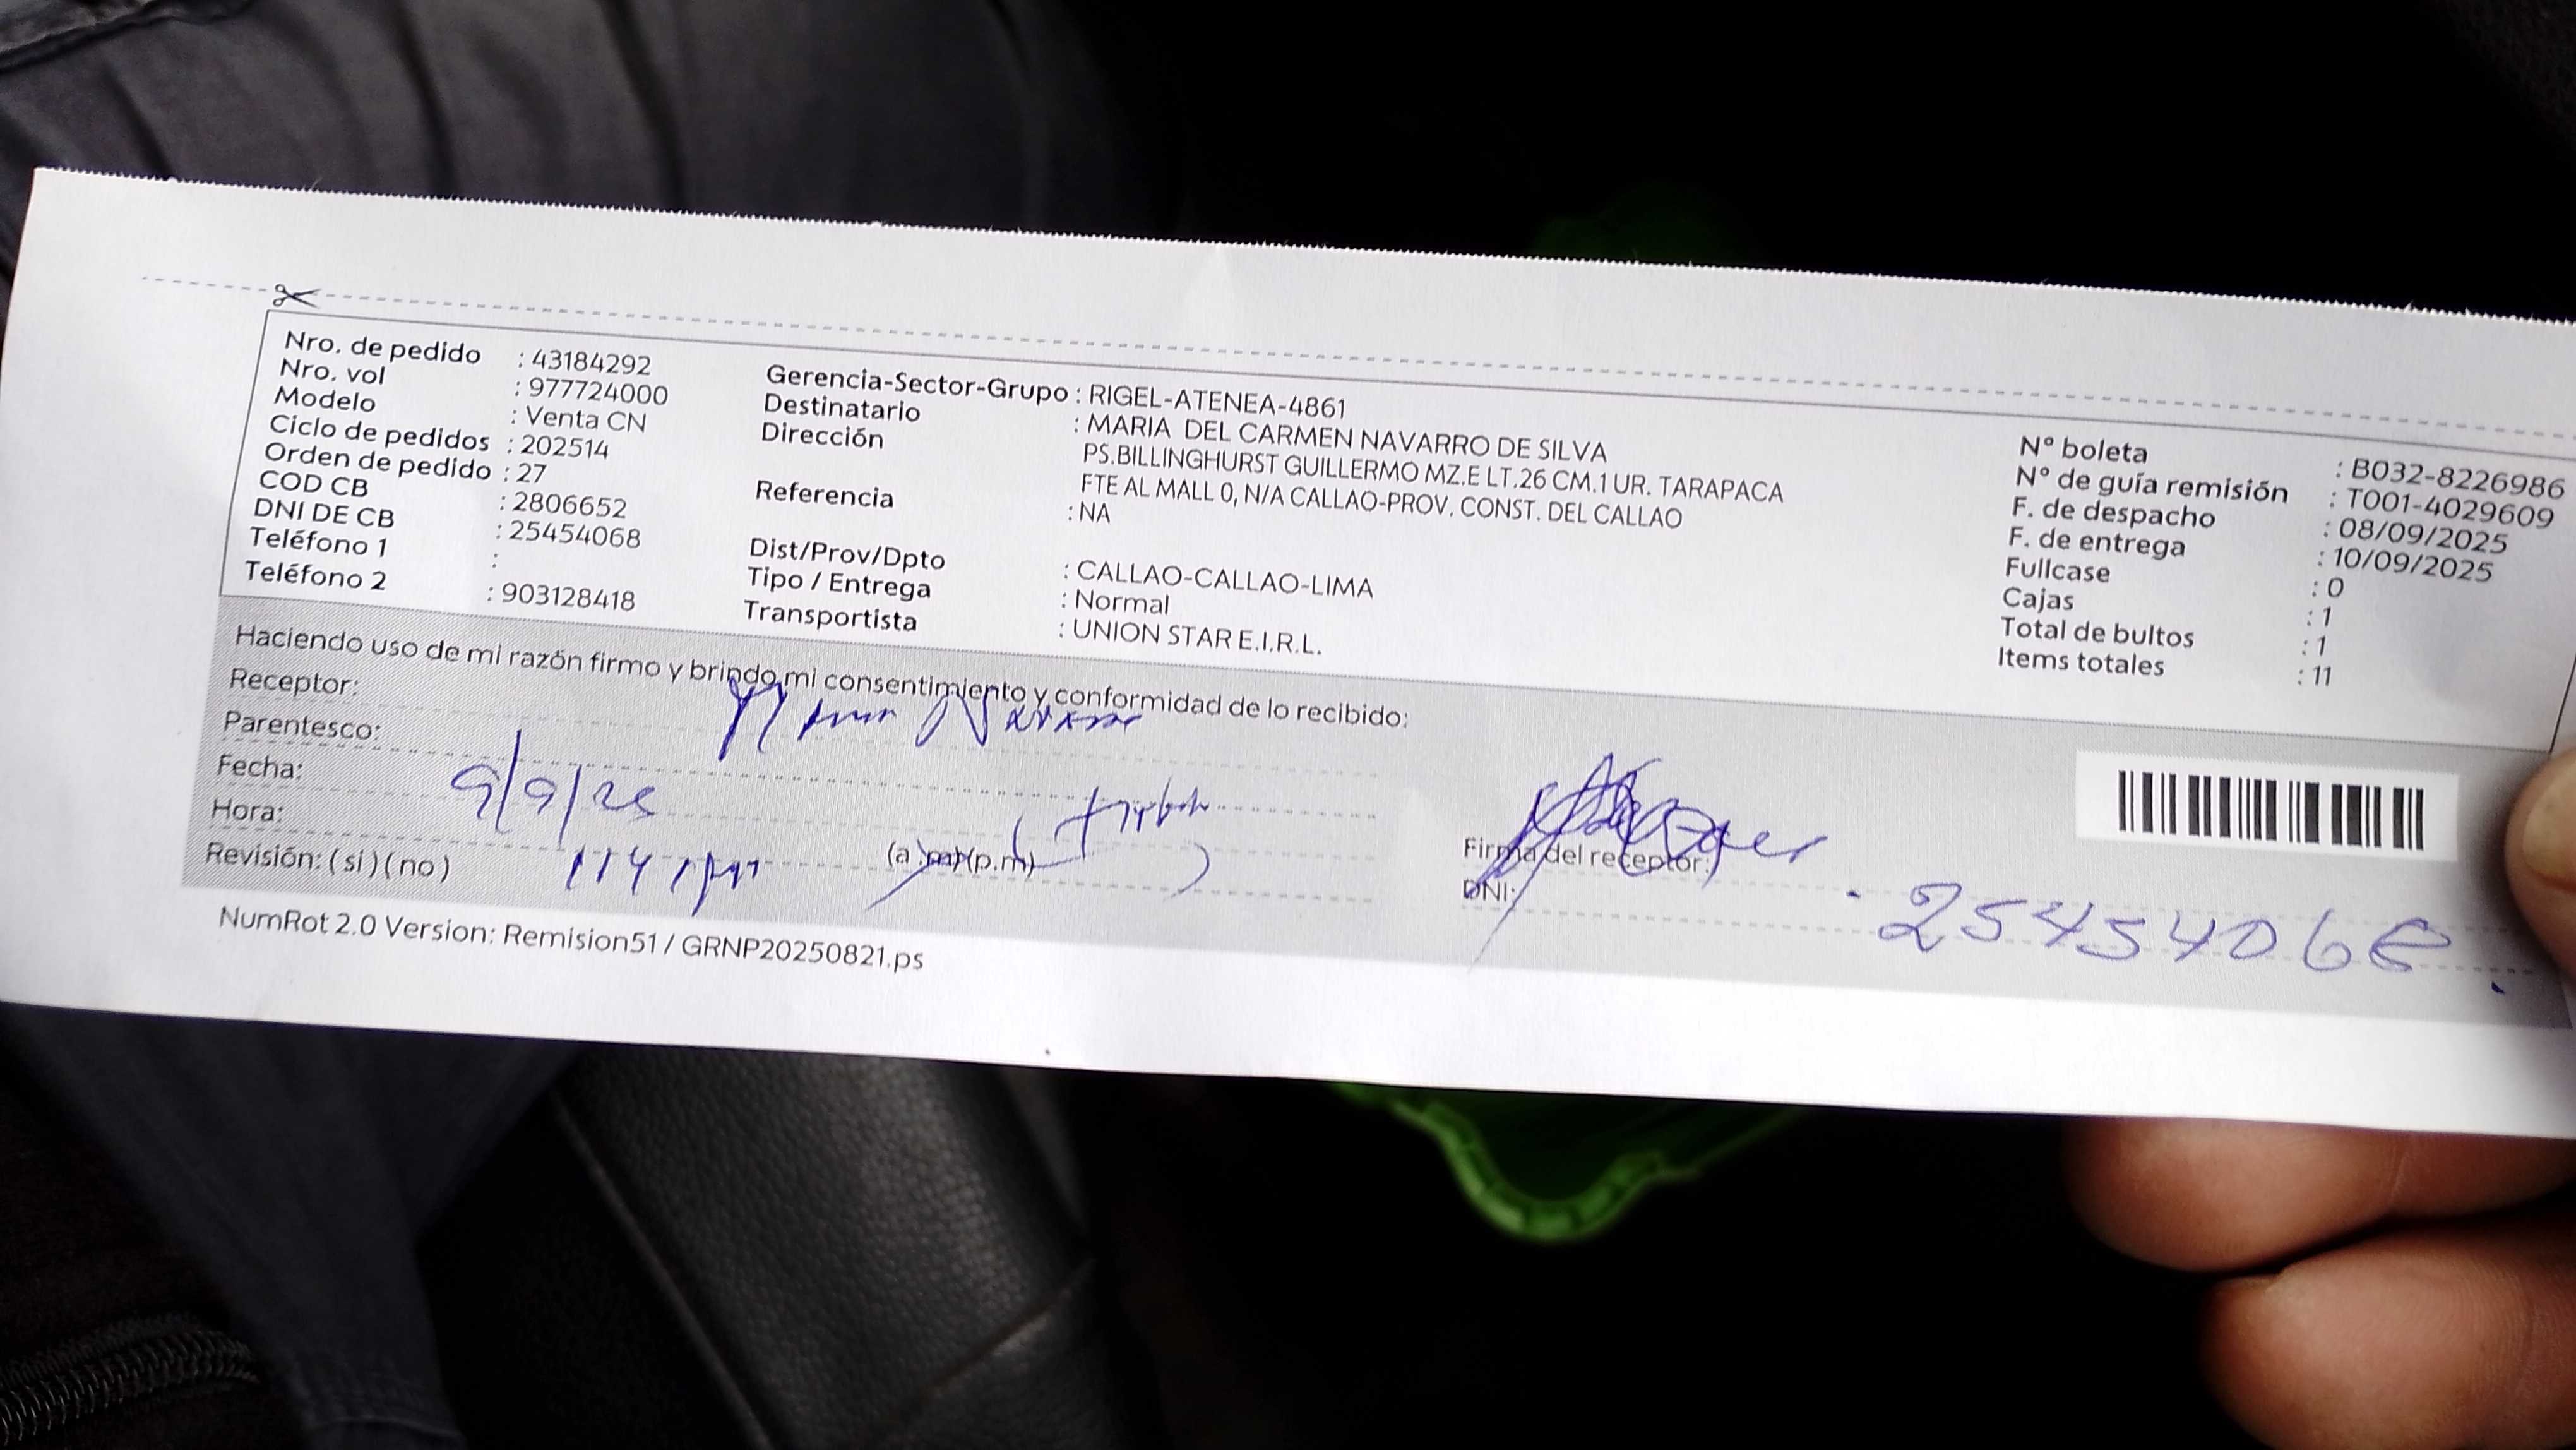 Nro. de pedido : 43184292
Nro. vol : 977724000
Modelo : Venta CN
Ciclo de pedidos : 202514
Orden de pedido : 27
COD CB : 2806652
DNI DE CB : 25454068
Teléfono 1 :
Teléfono 2 : 903128418
Gerencia-Sector-Grupo : RIGEL-ATENEA-4861
Destinatario : MARIA DEL CARMEN NAVARRO DE SILVA
Dirección PS.BILLINGHURST GUILLERMO MZ.E LT.26 CM.1 UR. TARAPACA
FTE AL MALL 0, N/A CALLAO-PROV. CONST. DEL CALLAO
Referencia : NA
Dist/Prov/Dpto : CALLAO-CALLAO-LIMA
Tipo / Entrega : Normal
Transportista : UNION STAR E.I.R.L.
N° boleta : B032-8226986
N° de guía remisión : T001-4029609
F. de despacho : 08/09/2025
F. de entrega : 10/09/2025
Fullcase : 0
Cajas : 1
Total de bultos : 1
Items totales : 11
Haciendo uso de mi razón firmo y brindo mi consentimiento y conformidad de lo recibido:
Receptor: Navarro
Parentesco:
Fecha: 9/9/25
Hora: (a.m) (p.m)
Revisión: ( si ) ( no )
Firma del receptor:
DNI: 25454068
NumRot 2.0 Version: Remision51 / GRNP20250821.ps